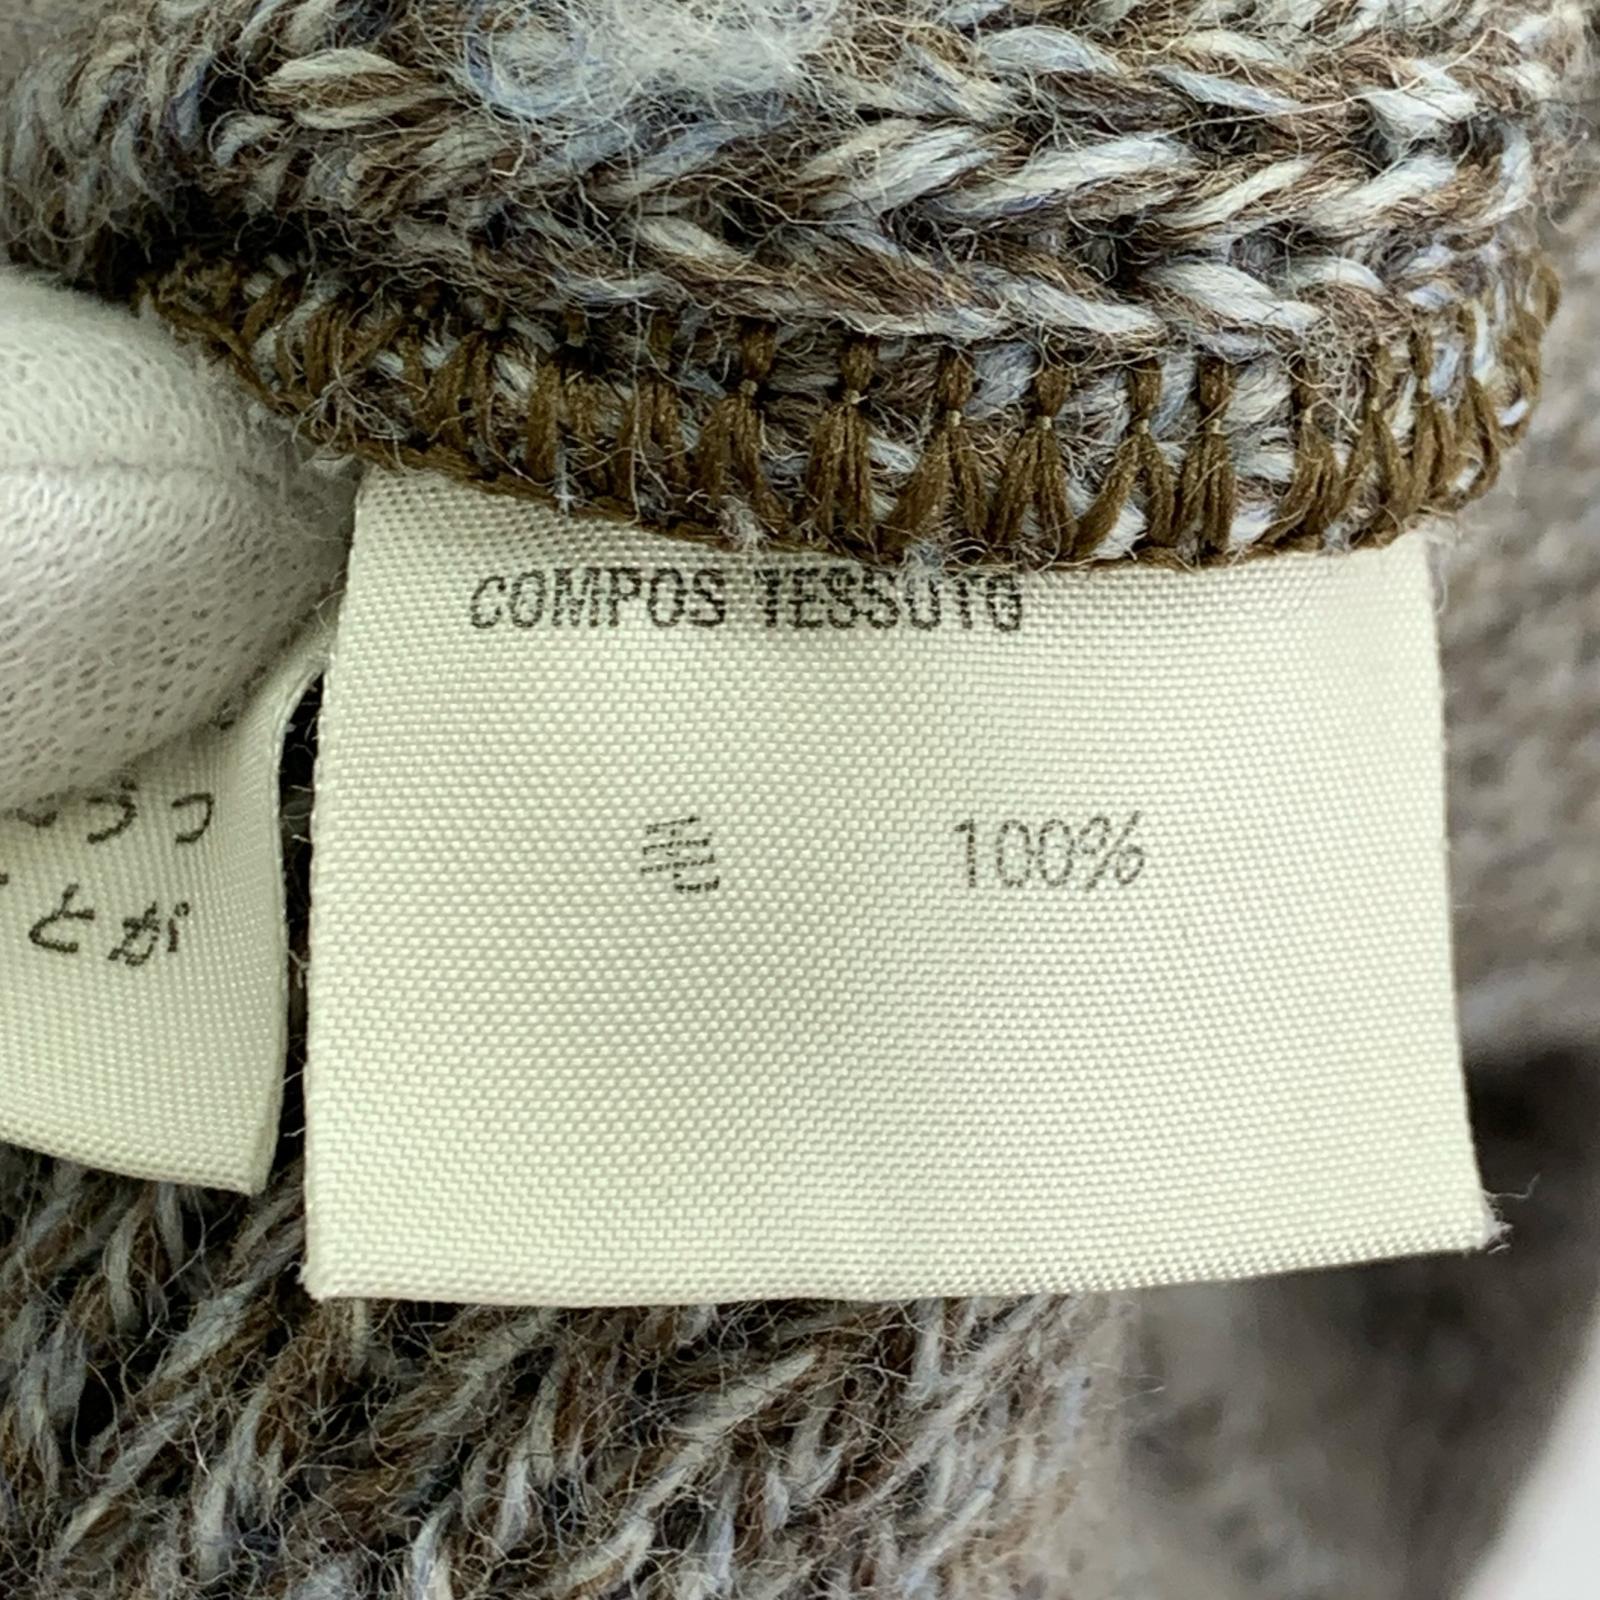 COMPOS TESSUTO
毛 100%
とが